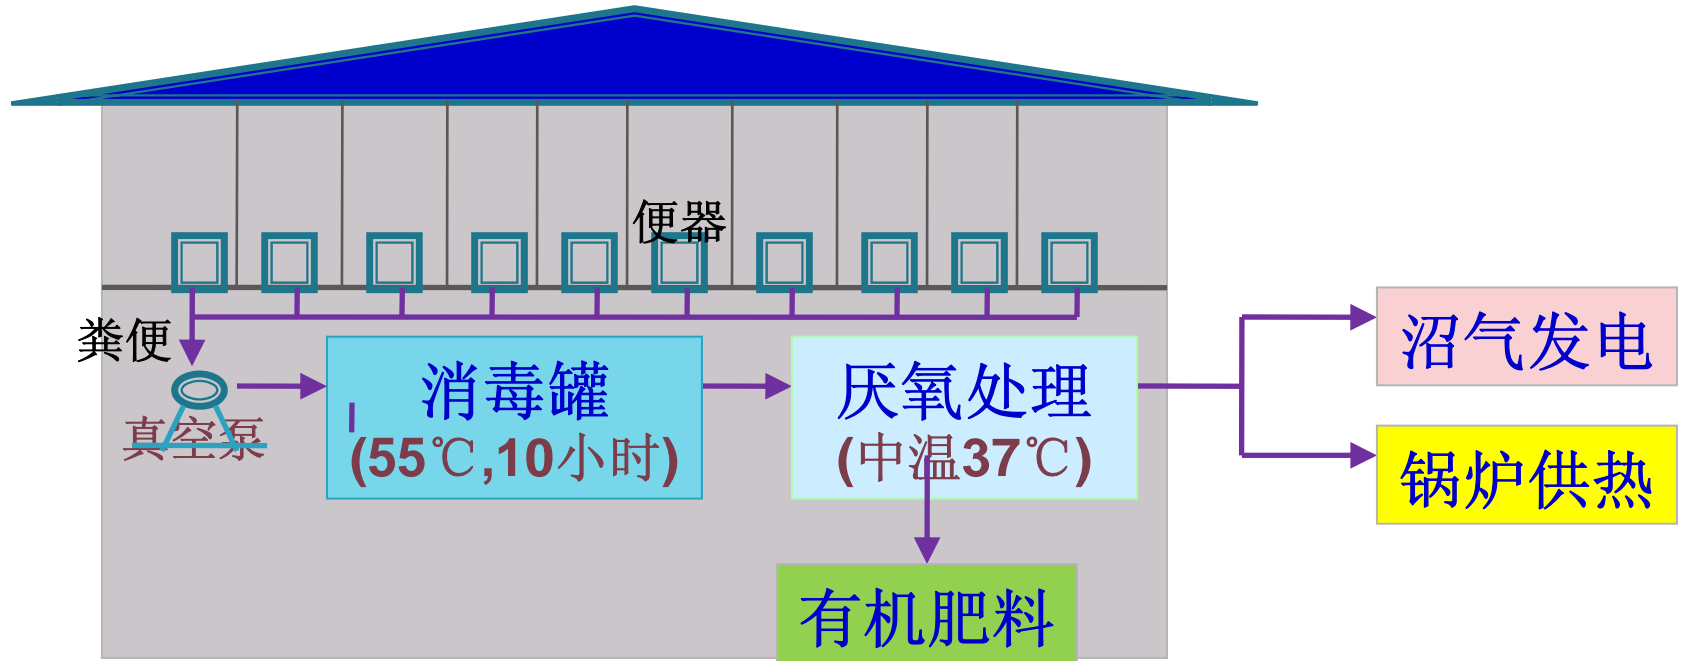 便器
粪便
真空泵
消毒罐
(55℃,10小时)
厌氧处理
(中温37℃)
沼气发电
锅炉供热
有机肥料